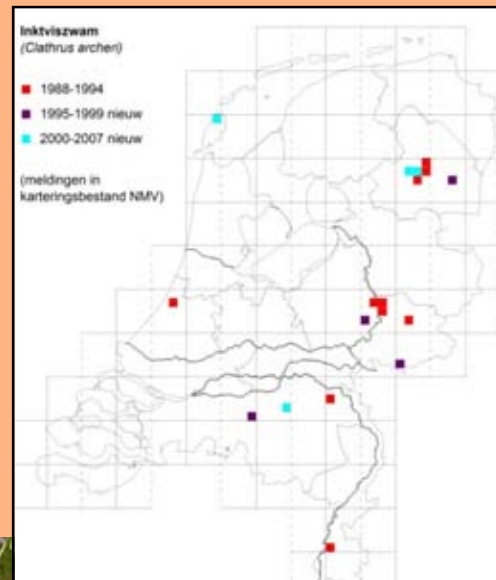 Inktviszwam
(Clathrus archeri)
1988-1994
1995-1999 nieuw
2000-2007 nieuw
(meldingen in
karteringsbestand NMV)